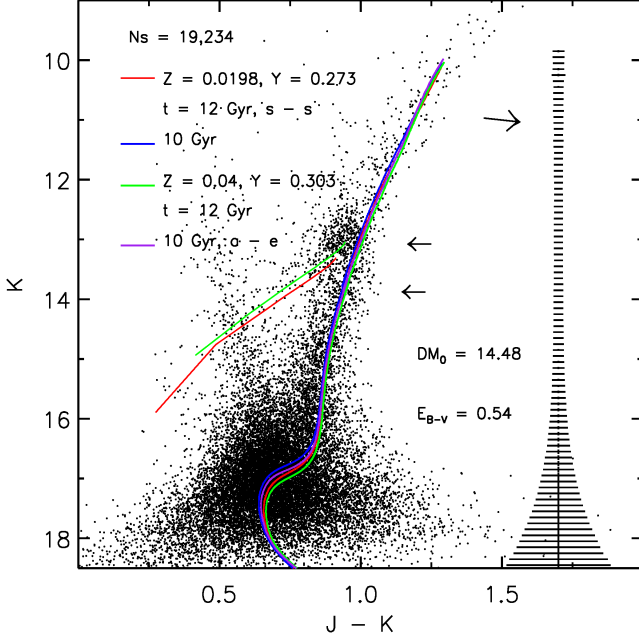 Ns = 19,234
Z = 0.0198, Y = 0.273
t = 12 Gyr, s – s
10 Gyr
Z = 0.04, Y = 0.303
t = 12 Gyr
10 Gyr, a – e
DM0 = 14.48
EB-V = 0.54
K
10
12
14
16
18
0.5
1.0
1.5
J – K